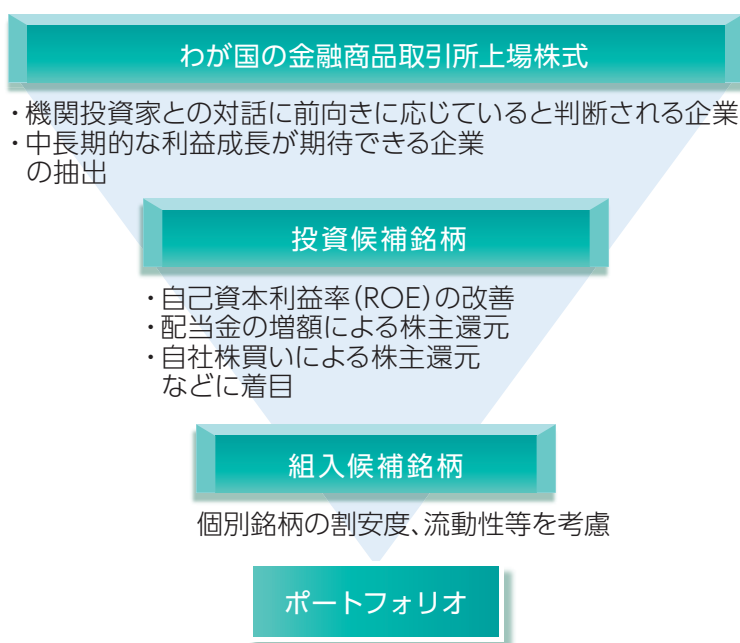 わが国の金融商品取引所上場株式
・機関投資家との対話に前向きに応じていると判断される企業
・中長期的な利益成長が期待できる企業
の抽出
投資候補銘柄
・自己資本利益率(ROE)の改善
・配当金の増額による株主還元
・自社株買いによる株主還元
などに着目
組入候補銘柄
個別銘柄の割安度、流動性等を考慮
ポートフォリオ